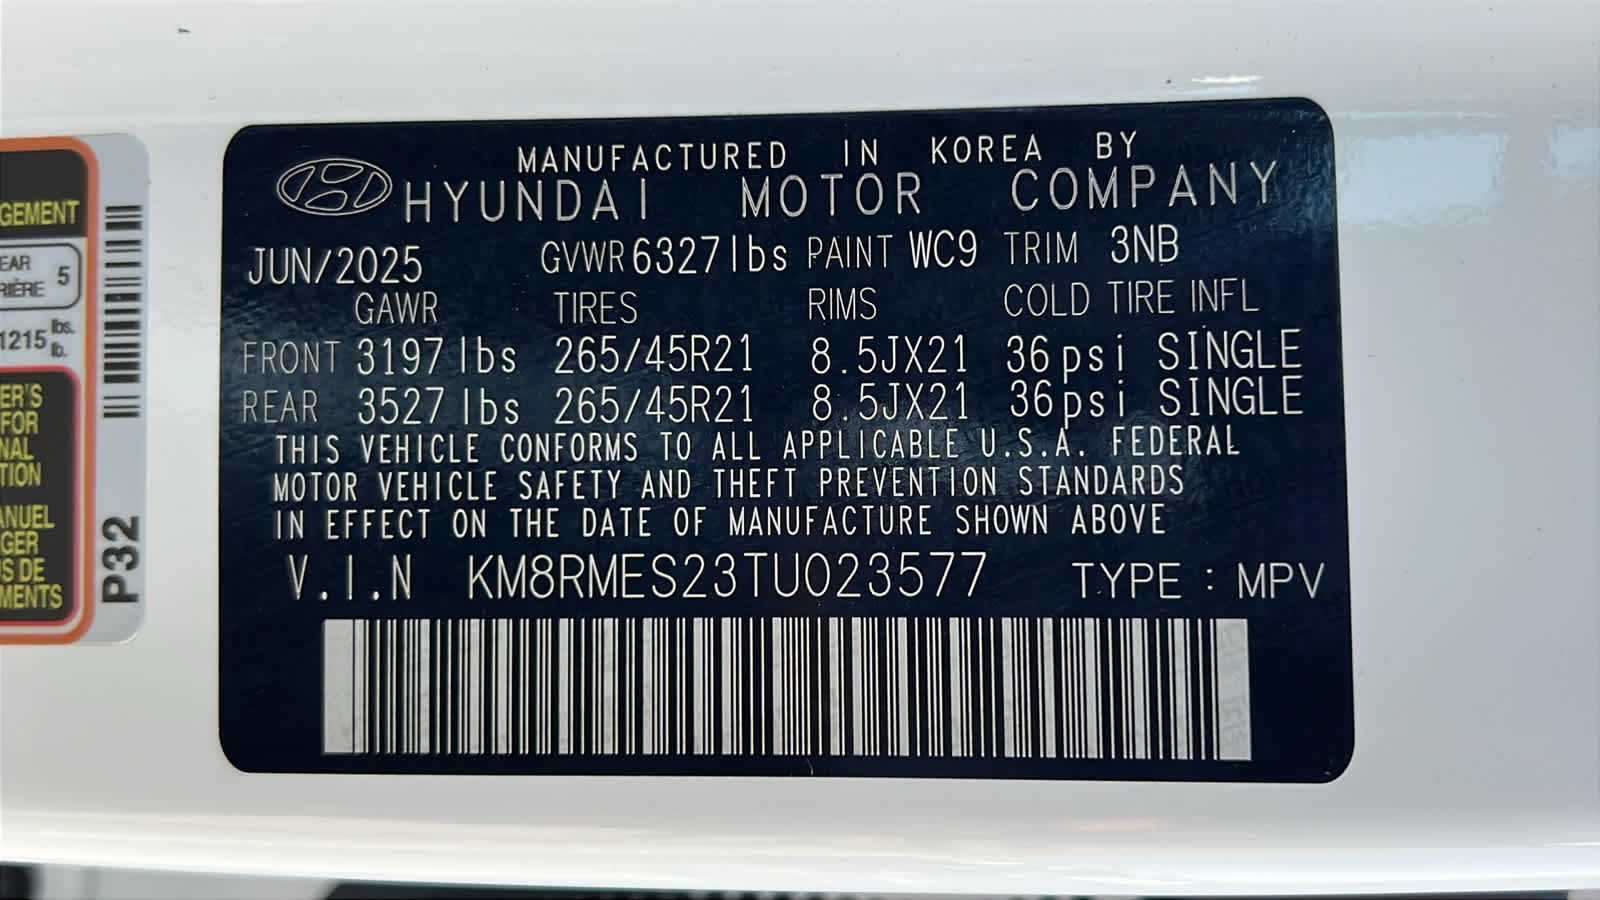 GEMENT
EAR
RIÈRE 5
1215 lbs.
lb.
ER'S
FOR
NAL
TION
ANUEL
GER
S DE
MENTS
P32
MANUFACTURED IN KOREA BY
HYUNDAI MOTOR COMPANY
JUN/2025 GVWR 6327lbs PAINT WC9 TRIM 3NB
GAWR TIRES RIMS COLD TIRE INFL
FRONT 3197lbs 265/45R21 8.5JX21 36psi SINGLE
REAR 3527lbs 265/45R21 8.5JX21 36psi SINGLE
THIS VEHICLE CONFORMS TO ALL APPLICABLE U.S.A. FEDERAL
MOTOR VEHICLE SAFETY AND THEFT PREVENTION STANDARDS
IN EFFECT ON THE DATE OF MANUFACTURE SHOWN ABOVE
V.I.N KM8RMES23TU023577 TYPE : MPV